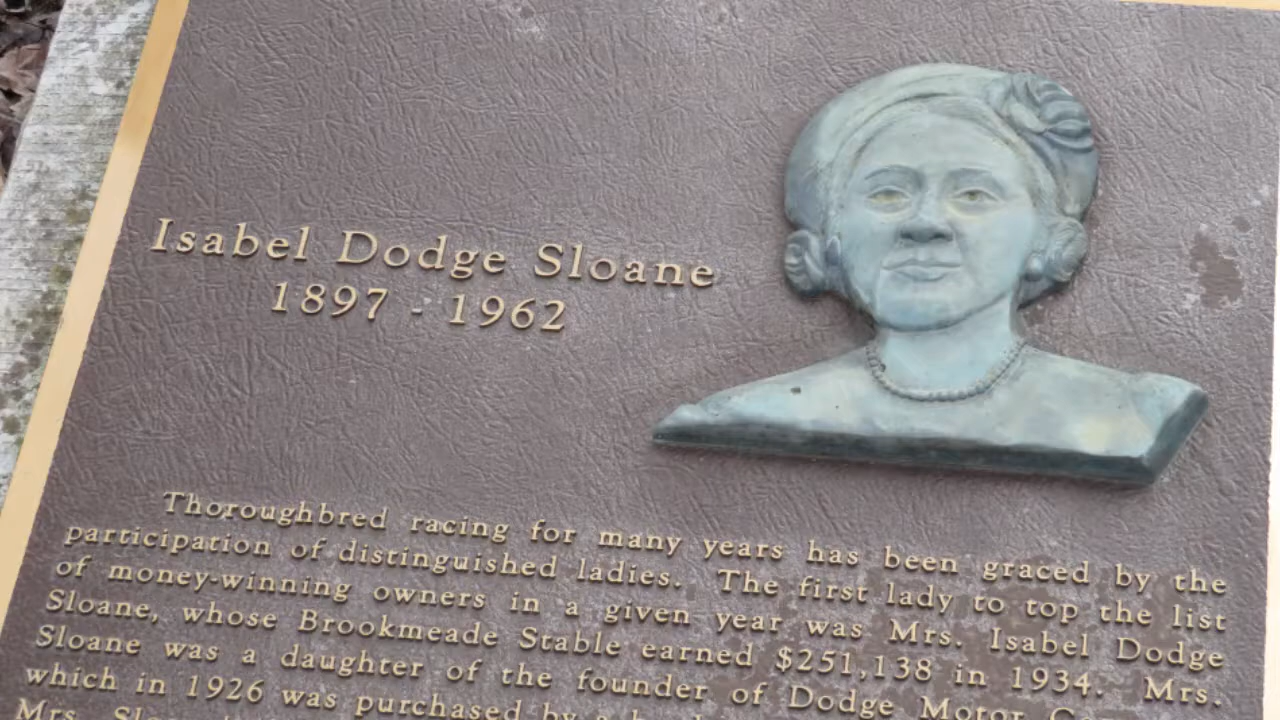 Isabel Dodge Sloane
1897 - 1962
Thoroughbred racing for many years has been graced by the
participation of distinguished ladies. The first lady to top the list
of money-winning owners in a given year was Mrs. Isabel Dodge
Sloane, whose Brookmeade Stable earned $251,138 in 1934. Mrs.
Sloane was a daughter of the founder of Dodge Motor
which in 1926 was purchased by a
Mrs.